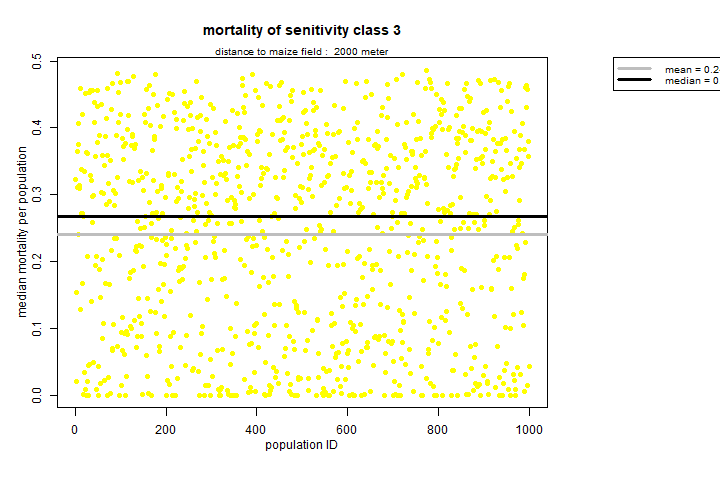 mortality of senitivity class 3
distance to maize field :  2000 meter
mean = 0.2
median = 0
median mortality per population
0.5
0.4
0.3
0.2
0.1
0.0
0 200 400 600 800 1000
population ID